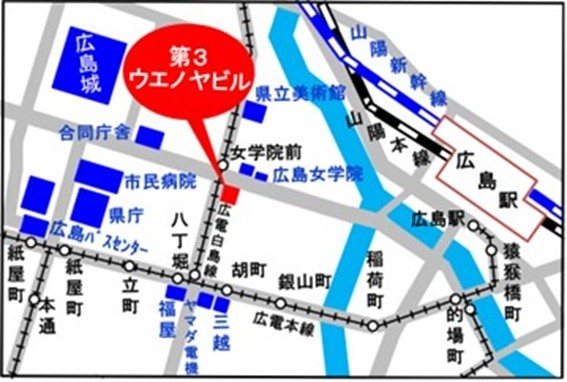 第3
ウエノヤビル
広島城
県立美術館
山陽新幹線
山陽本線
合同庁舎
女学院前
広島女学院
広島駅
市民病院
県庁
広島バスセンター
八丁堀
広電白島線
広島駅
猿猴橋町
紙屋町
紙屋町
本通
立町
胡町
銀山町
稲荷町
的場町
福屋
ヤマダ電機
三越
広電本線